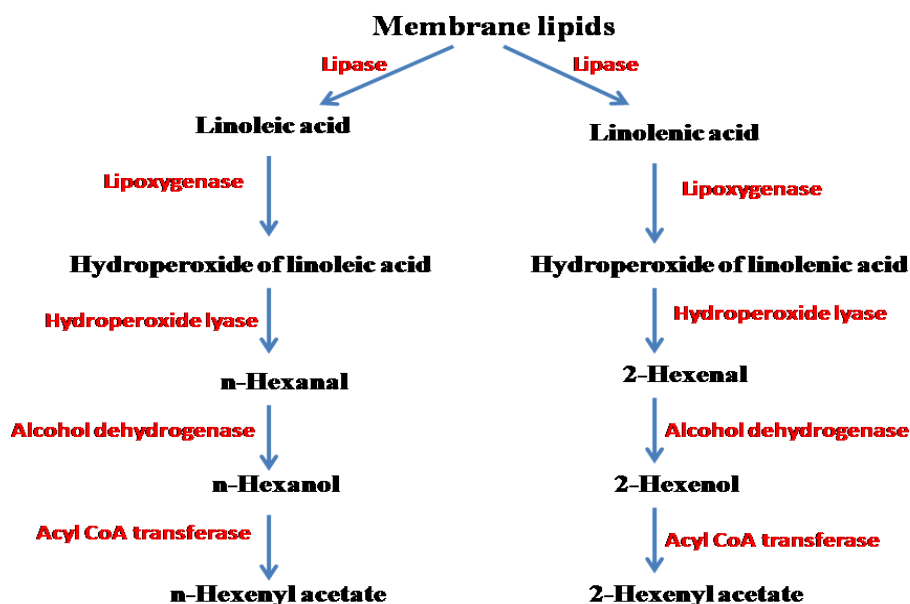 Membrane lipids
Lipase
Lipase
Linoleic acid
Linolenic acid
Lipoxygenase
Lipoxygenase
Hydroperoxide of linoleic acid
Hydroperoxide of linolenic acid
Hydroperoxide lyase
Hydroperoxide lyase
n-Hexanal
2-Hexenal
Alcohol dehydrogenase
Alcohol dehydrogenase
n-Hexanol
2-Hexenol
Acyl CoA transferase
Acyl CoA transferase
n-Hexenyl acetate
2-Hexenyl acetate